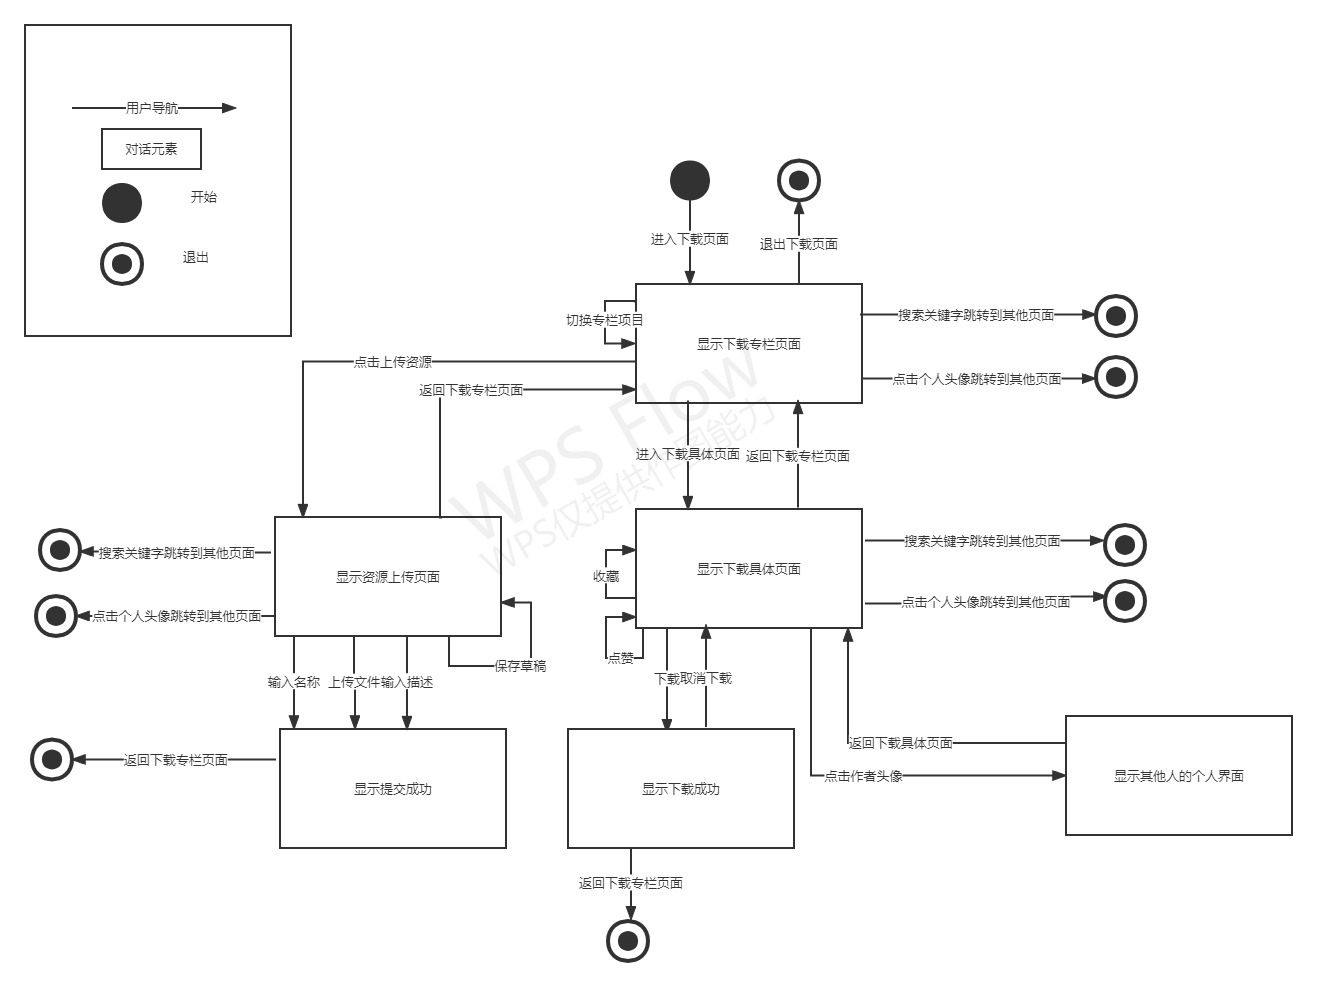 用户导航
对话元素
开始
退出
进入下载页面
退出下载页面
切换专栏项目
搜索关键字跳转到其他页面
显示下载专栏页面
点击上传资源
点击个人头像跳转到其他页面
返回下载专栏页面
进入下载具体页面
返回下载专栏页面
WPS Flow
WPS仅提供作图能力
搜索关键字跳转到其他页面
显示资源上传页面
点击个人头像跳转到其他页面
收藏
显示下载具体页面
搜索关键字跳转到其他页面
点击个人头像跳转到其他页面
保存草稿
点赞
输入名称
上传文件
输入描述
下载
取消下载
返回下载专栏页面
显示提交成功
显示下载成功
返回下载具体页面
点击作者头像
显示其他人的个人界面
返回下载专栏页面